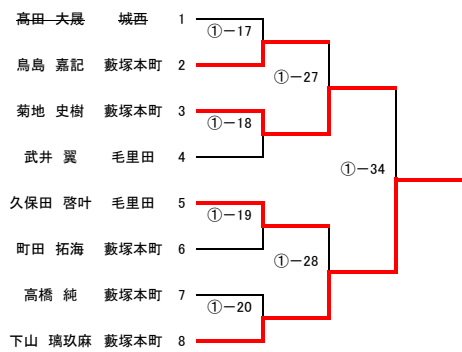 髙田 大晟 城西 1
①－17
鳥島 嘉記 藪塚本町 2
①－27
菊地 史樹 藪塚本町 3
①－18
武井 翼 毛里田 4
①－34
久保田 啓叶 毛里田 5
①－19
町田 拓海 藪塚本町 6
①－28
高橋 純 藪塚本町 7
①－20
下山 璃玖麻 藪塚本町 8